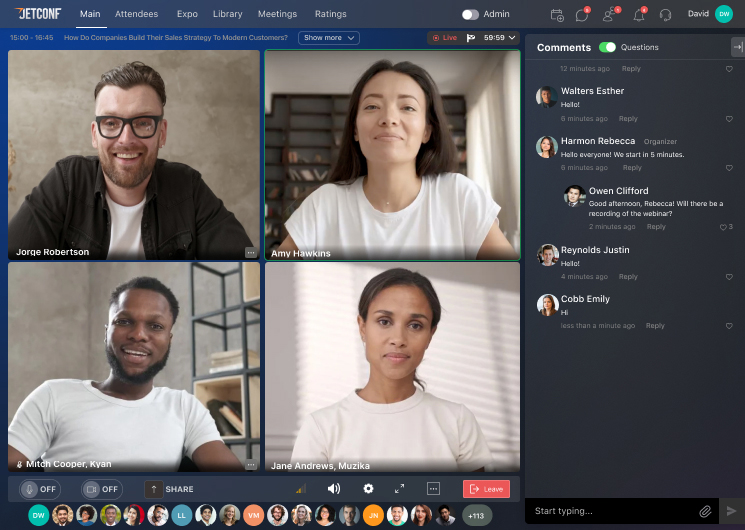 JETCONF
Main Attendees Expo Library Meetings Ratings
Admin
David DW
15:00 - 16:45 How Do Companies Build Their Sales Strategy To Modern Customers?
Show more
Live 59:59
Jorge Robertson
Amy Hawkins
Mitch Cooper, Kyan
Jane Andrews, Muzika
OFF OFF SHARE Leave
DW LL VM JN +113
Comments Questions
12 minutes ago Reply
Walters Esther
Hello!
6 minutes ago Reply
Harmon Rebecca Organizer
Hello everyone! We start in 5 minutes.
6 minutes ago Reply
Owen Clifford
Good afternoon, Rebecca! Will there be a
recording of the webinar?
2 minutes ago Reply 3
Reynolds Justin
Hello!
4 minutes ago Reply
Cobb Emily
Hi
less than a minute ago Reply
Start typing...